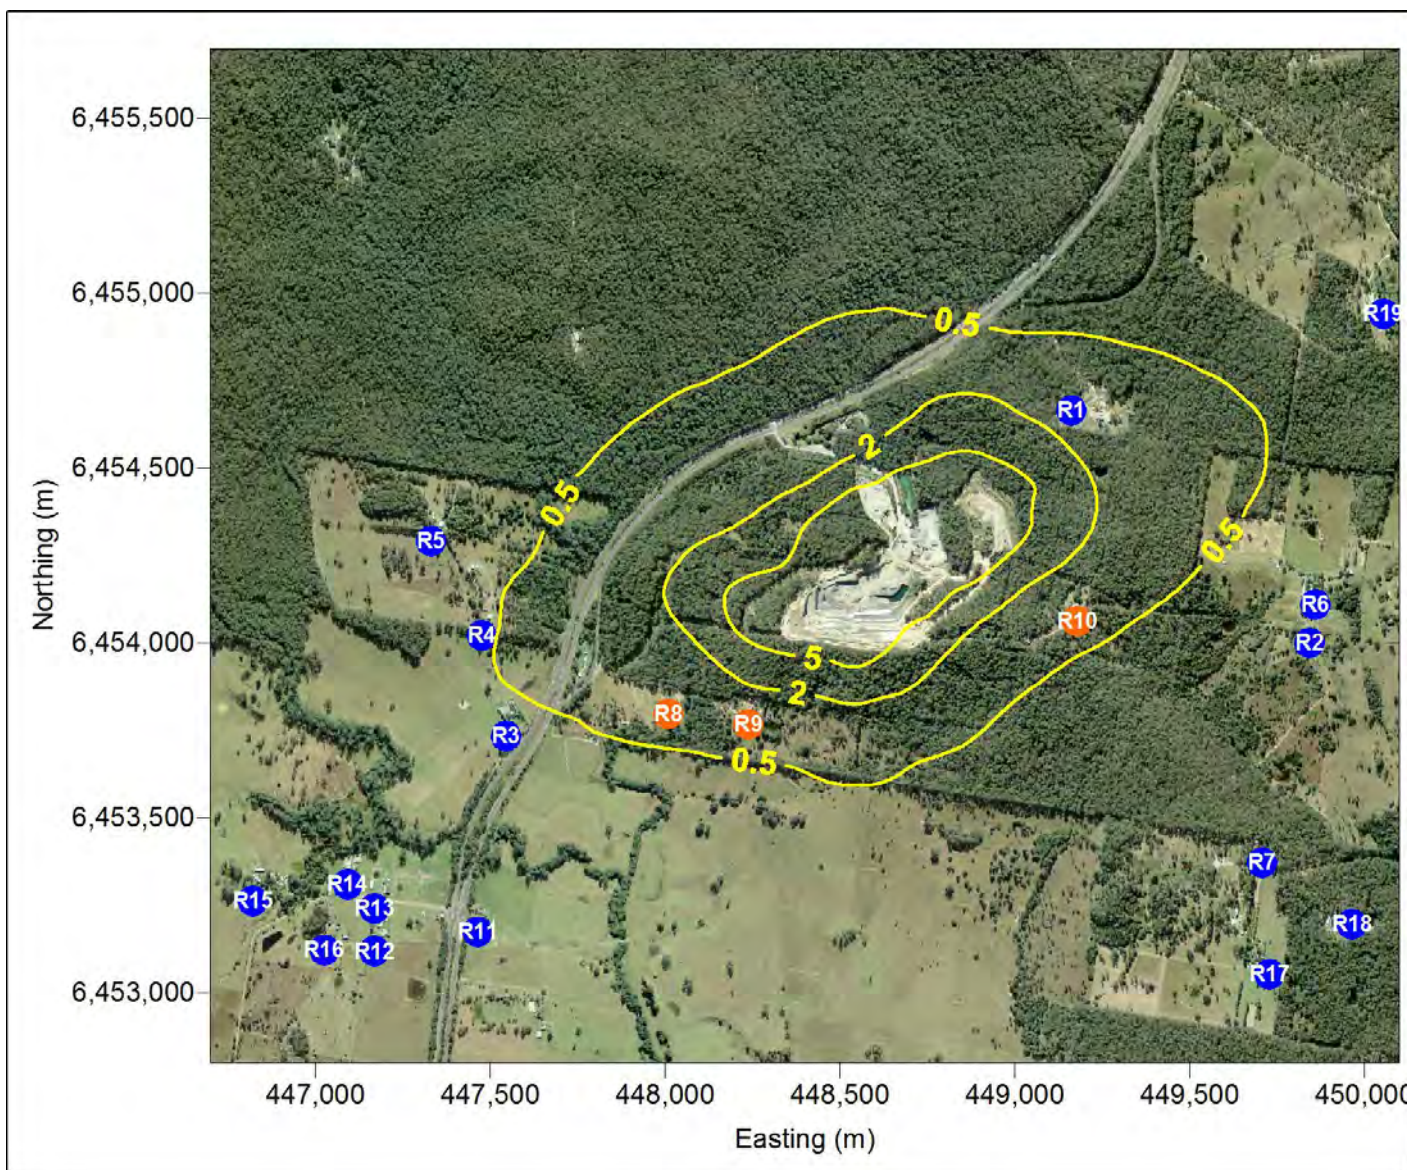 6,455,500
6,455,000
R19
0.5
R1
2
6,454,500
0.5
0.5
R5
R6
R10
R4
R2
6,454,000
5
2
R8
R9
R3
0.5
6,453,500
R7
R14
R15
R13
R18
R11
R16
R12
R17
6,453,000
447,000 447,500 448,000 448,500 449,000 449,500 450,000
Easting (m)
Northing (m)